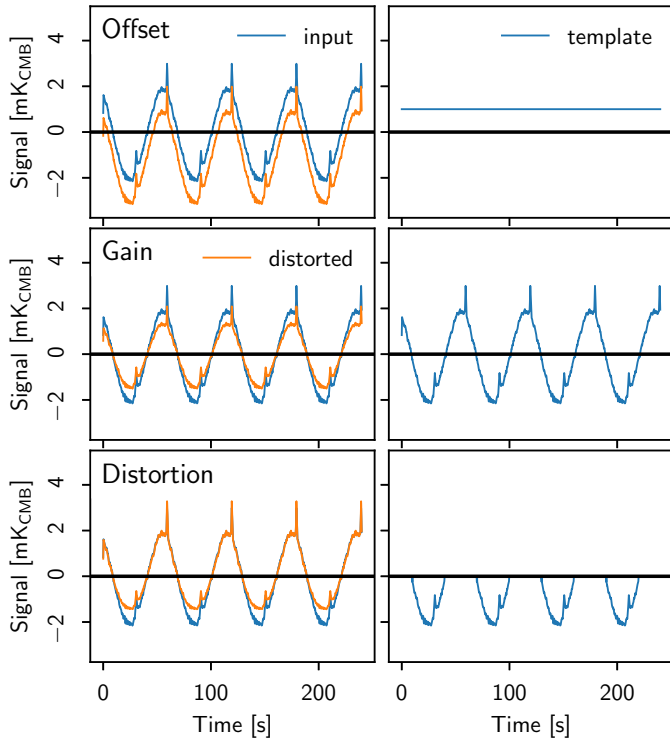 Offset
input
template
Signal [mK_CMB]
4
2
0
−2
Gain
distorted
Signal [mK_CMB]
4
2
0
−2
Distortion
Signal [mK_CMB]
4
2
0
−2
0 100 200
0 100 200
Time [s]
Time [s]